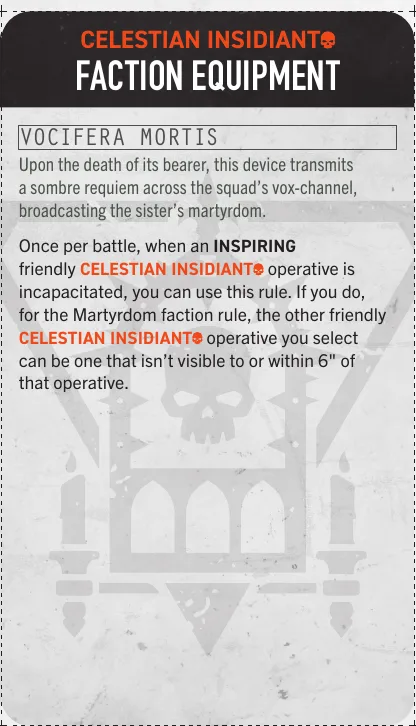 CELESTIAN INSIDIANT
FACTION EQUIPMENT
VOCIFERA MORTIS
Upon the death of its bearer, this device transmits
a sombre requiem across the squad’s vox-channel,
broadcasting the sister’s martyrdom.
Once per battle, when an INSPIRING
friendly CELESTIAN INSIDIANT operative is
incapacitated, you can use this rule. If you do,
for the Martyrdom faction rule, the other friendly
CELESTIAN INSIDIANT operative you select
can be one that isn’t visible to or within 6" of
that operative.